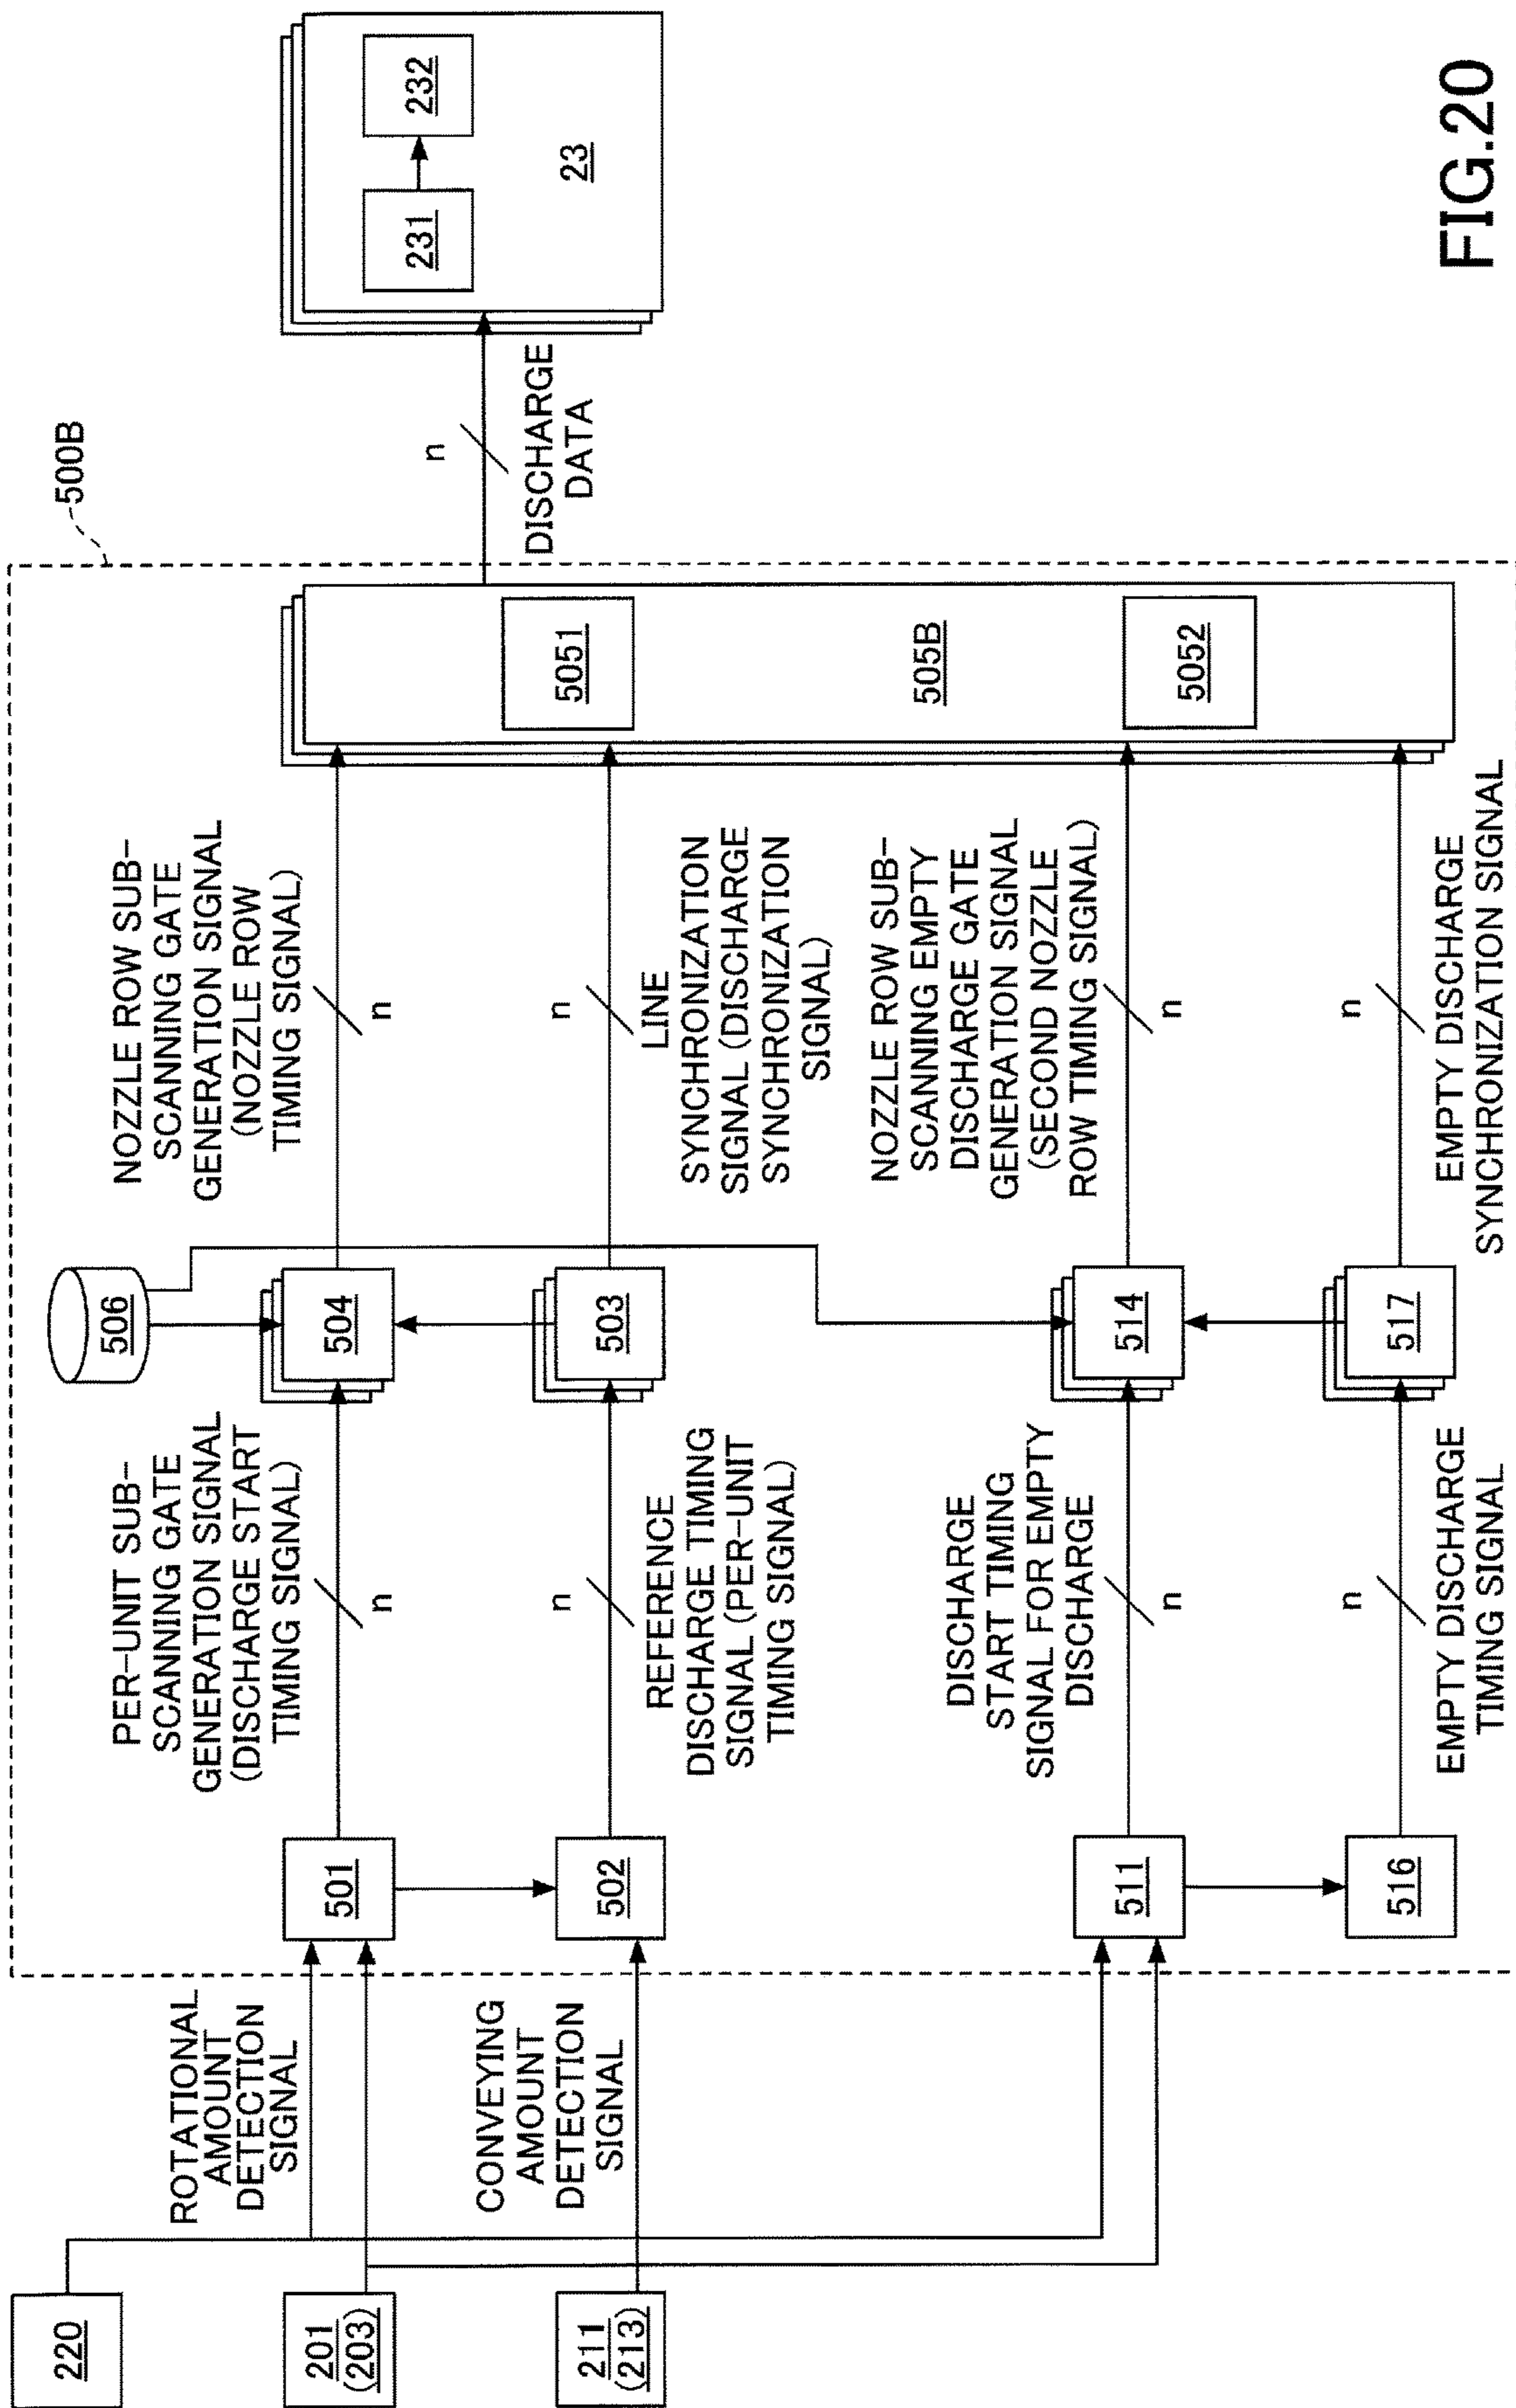 FIG.20
500B
220
201
(203)
211
(213)
ROTATIONAL
AMOUNT
DETECTION
SIGNAL
CONVEYING
AMOUNT
DETECTION
SIGNAL
501
502
511
516
PER-UNIT SUB-
SCANNING GATE
GENERATION SIGNAL
(DISCHARGE START
TIMING SIGNAL)
n
REFERENCE
DISCHARGE TIMING
SIGNAL (PER-UNIT
TIMING SIGNAL)
n
DISCHARGE
START TIMING
SIGNAL FOR EMPTY
DISCHARGE
n
EMPTY DISCHARGE
TIMING SIGNAL
n
506
504
503
514
517
NOZZLE ROW SUB-
SCANNING GATE
GENERATION SIGNAL
(NOZZLE ROW
TIMING SIGNAL)
n
LINE
SYNCHRONIZATION
SIGNAL (DISCHARGE
SYNCHRONIZATION
SIGNAL)
n
NOZZLE ROW SUB-
SCANNING EMPTY
DISCHARGE GATE
GENERATION SIGNAL
(SECOND NOZZLE
ROW TIMING SIGNAL)
n
EMPTY DISCHARGE
SYNCHRONIZATION SIGNAL
n
5051
505B
5052
n
DISCHARGE
DATA
231
232
23